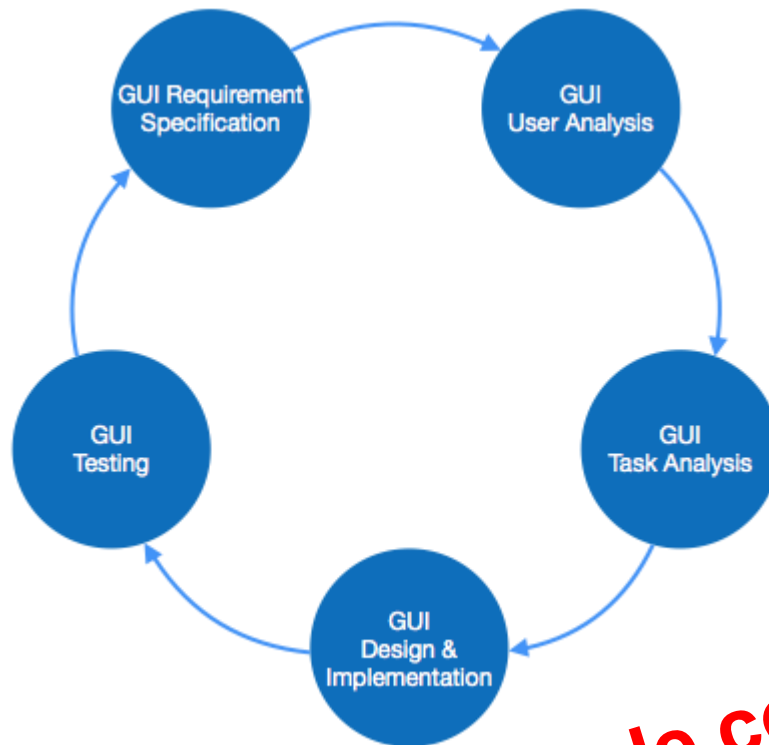 GUI Requirement
Specification
GUI
User Analysis
GUI
Task Analysis
GUI
Design &
Implementation
GUI
Testing